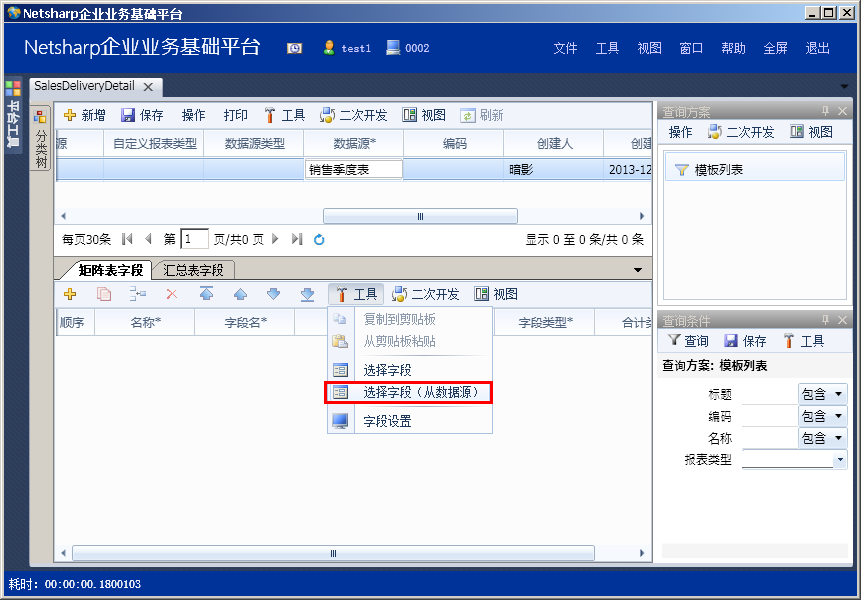 Netsharp企业业务基础平台
Netsharp企业业务基础平台 test1 0002 文件 工具 视图 窗口 帮助 全屏 退出
平台工具
分类树
SalesDeliveryDetail
新增 保存 操作 打印 工具 二次开发 视图 刷新
源 自定义报表类型 数据源类型 数据源* 编码 创建人 创建
销售季度表 暗影 2013-12
每页30条 第 1 页/共0 页 显示 0 至 0 条/共 0 条
矩阵表字段 汇总表字段
工具 二次开发 视图
顺序 名称* 字段名* 字段类型* 合计类
复制到剪贴板
从剪贴板粘贴
选择字段
选择字段（从数据源）
字段设置
查询方案
操作 二次开发 视图
模板列表
查询条件
查询 保存 工具
查询方案: 模板列表
标题 包含
编码 包含
名称 包含
报表类型
耗时: 00:00:00.1800103